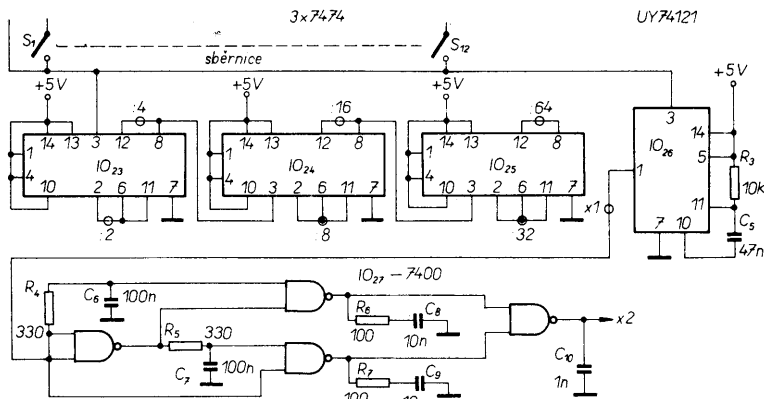 3x7474
UY74121
S1
S12
sběrnice
+5V
:4
+5V
:16
+5V
:64
+5V
14 13 3 12 8
1
4
IO23
10 2 6 11 7
:2
14 13 12 8
1
4
IO24
10 3 2 6 11 7
:8
14 13 12 8
1
4
IO25
10 3 2 6 11 7
:32
x1
3
IO26
14
1
5
11
7
10
R3
10k
C5
47n
IO27 – 7400
R4
330
C6
100n
R5
330
C7
100n
R6
100
C8
10n
R7
100
C9
C10
1n
x2